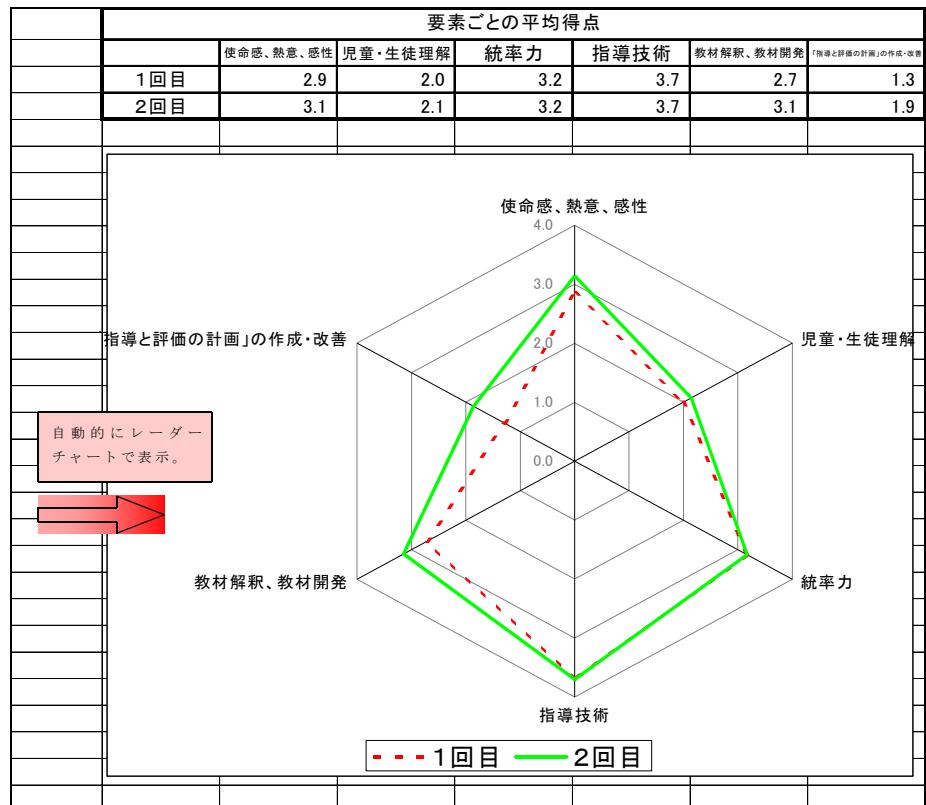 要素ごとの平均得点
使命感、熱意、感性 児童・生徒理解 統率力 指導技術 教材解釈、教材開発 「指導と評価の計画」の作成・改善
1回目 2.9 2.0 3.2 3.7 2.7 1.3
2回目 3.1 2.1 3.2 3.7 3.1 1.9
使命感、熱意、感性
4.0
3.0
指導と評価の計画」の作成・改善
2.0
児童・生徒理解
1.0
自動的にレーダー
チャートで表示。
0.0
教材解釈、教材開発
統率力
指導技術
1回目 2回目